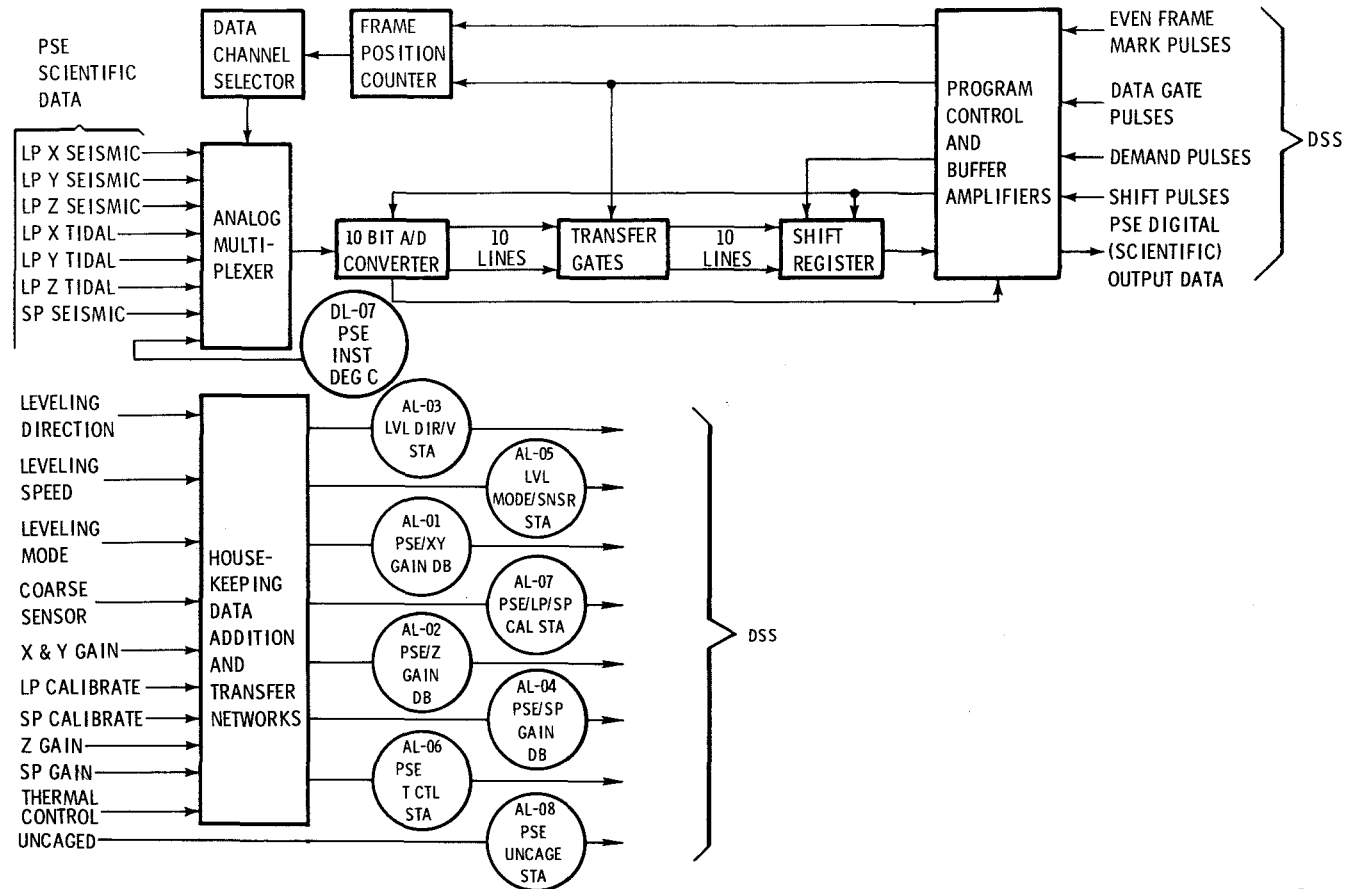 PSE
SCIENTIFIC
DATA
DATA
CHANNEL
SELECTOR
FRAME
POSITION
COUNTER
PROGRAM
CONTROL
AND
BUFFER
AMPLIFIERS
EVEN FRAME
MARK PULSES
DATA GATE
PULSES
DEMAND PULSES
SHIFT PULSES
PSE DIGITAL
(SCIENTIFIC)
OUTPUT DATA
DSS
LP X SEISMIC
LP Y SEISMIC
LP Z SEISMIC
LP X TIDAL
LP Y TIDAL
LP Z TIDAL
SP SEISMIC
ANALOG
MULTI-
PLEXER
10 BIT A/D
CONVERTER
10
LINES
TRANSFER
GATES
10
LINES
SHIFT
REGISTER
DL-07
PSE
INST
DEG C
LEVELING
DIRECTION
LEVELING
SPEED
LEVELING
MODE
COARSE
SENSOR
X & Y GAIN
LP CALIBRATE
SP CALIBRATE
Z GAIN
SP GAIN
THERMAL
CONTROL
UNCAGED
HOUSE-
KEEPING
DATA
ADDITION
AND
TRANSFER
NETWORKS
AL-03
LVL DIR/V
STA
AL-05
LVL
MODE/SNSR
STA
AL-01
PSE/XY
GAIN DB
AL-07
PSE/LP/SP
CAL STA
AL-02
PSE/Z
GAIN
DB
AL-04
PSE/SP
GAIN
DB
AL-06
PSE
T CTL
STA
AL-08
PSE
UNCAGE
STA
DSS